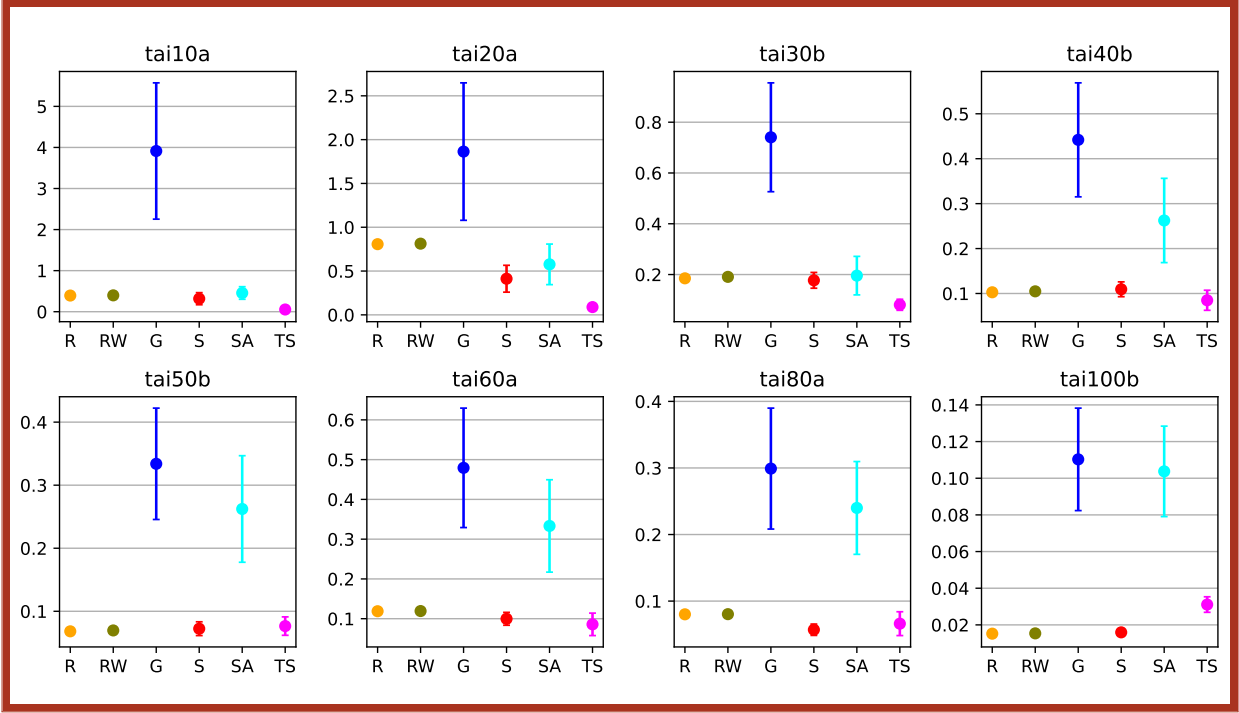 tai10a
5
4
3
2
1
0
R RW G S SA TS
tai20a
2.5
2.0
1.5
1.0
0.5
0.0
R RW G S SA TS
tai30b
0.8
0.6
0.4
0.2
R RW G S SA TS
tai40b
0.5
0.4
0.3
0.2
0.1
R RW G S SA TS
tai50b
0.4
0.3
0.2
0.1
R RW G S SA TS
tai60a
0.6
0.5
0.4
0.3
0.2
0.1
R RW G S SA TS
tai80a
0.4
0.3
0.2
0.1
R RW G S SA TS
tai100b
0.14
0.12
0.10
0.08
0.06
0.04
0.02
R RW G S SA TS